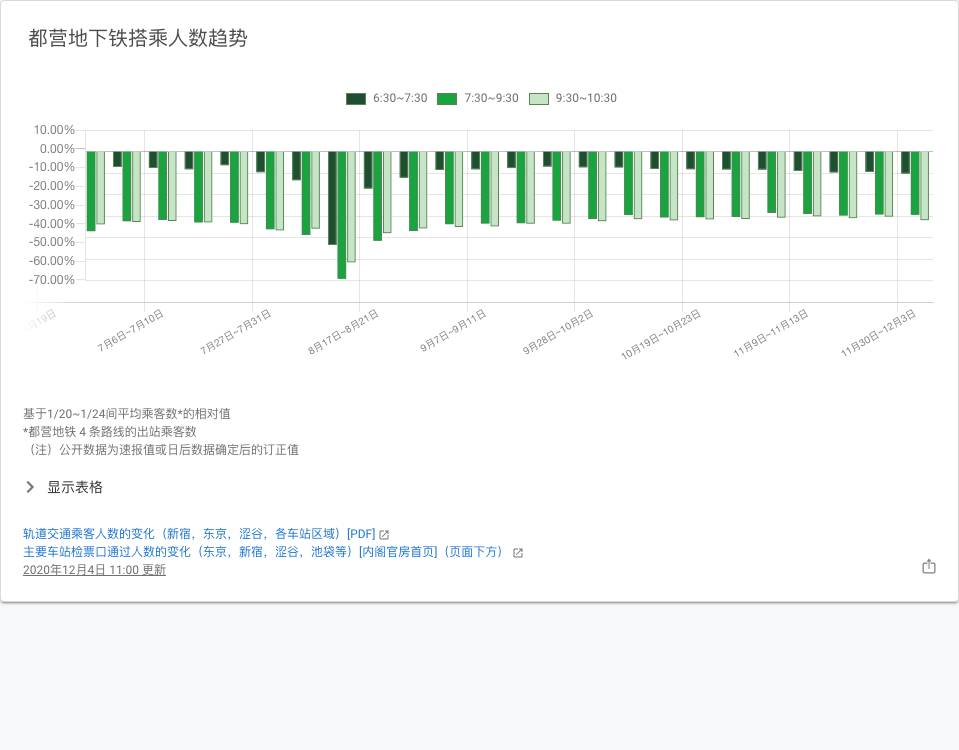 都营地下铁搭乘人数趋势
6:30~7:30 7:30~9:30 9:30~10:30
10.00%
0.00%
-10.00%
-20.00%
-30.00%
-40.00%
-50.00%
-60.00%
-70.00%
月19日 7月6日~7月10日 7月27日~7月31日 8月17日~8月21日 9月7日~9月11日 9月28日~10月2日 10月19日~10月23日 11月9日~11月13日 11月30日~12月3日
基于1/20~1/24间平均乘客数*的相对值
*都营地铁 4 条路线的出站乘客数
（注）公开数据为速报值或日后数据确定后的订正值
显示表格
轨道交通乘客人数的变化（新宿，东京，涩谷，各车站区域）[PDF]
主要车站检票口通过人数的变化（东京，新宿，涩谷，池袋等）[内阁官房首页]（页面下方）
2020年12月4日 11:00 更新